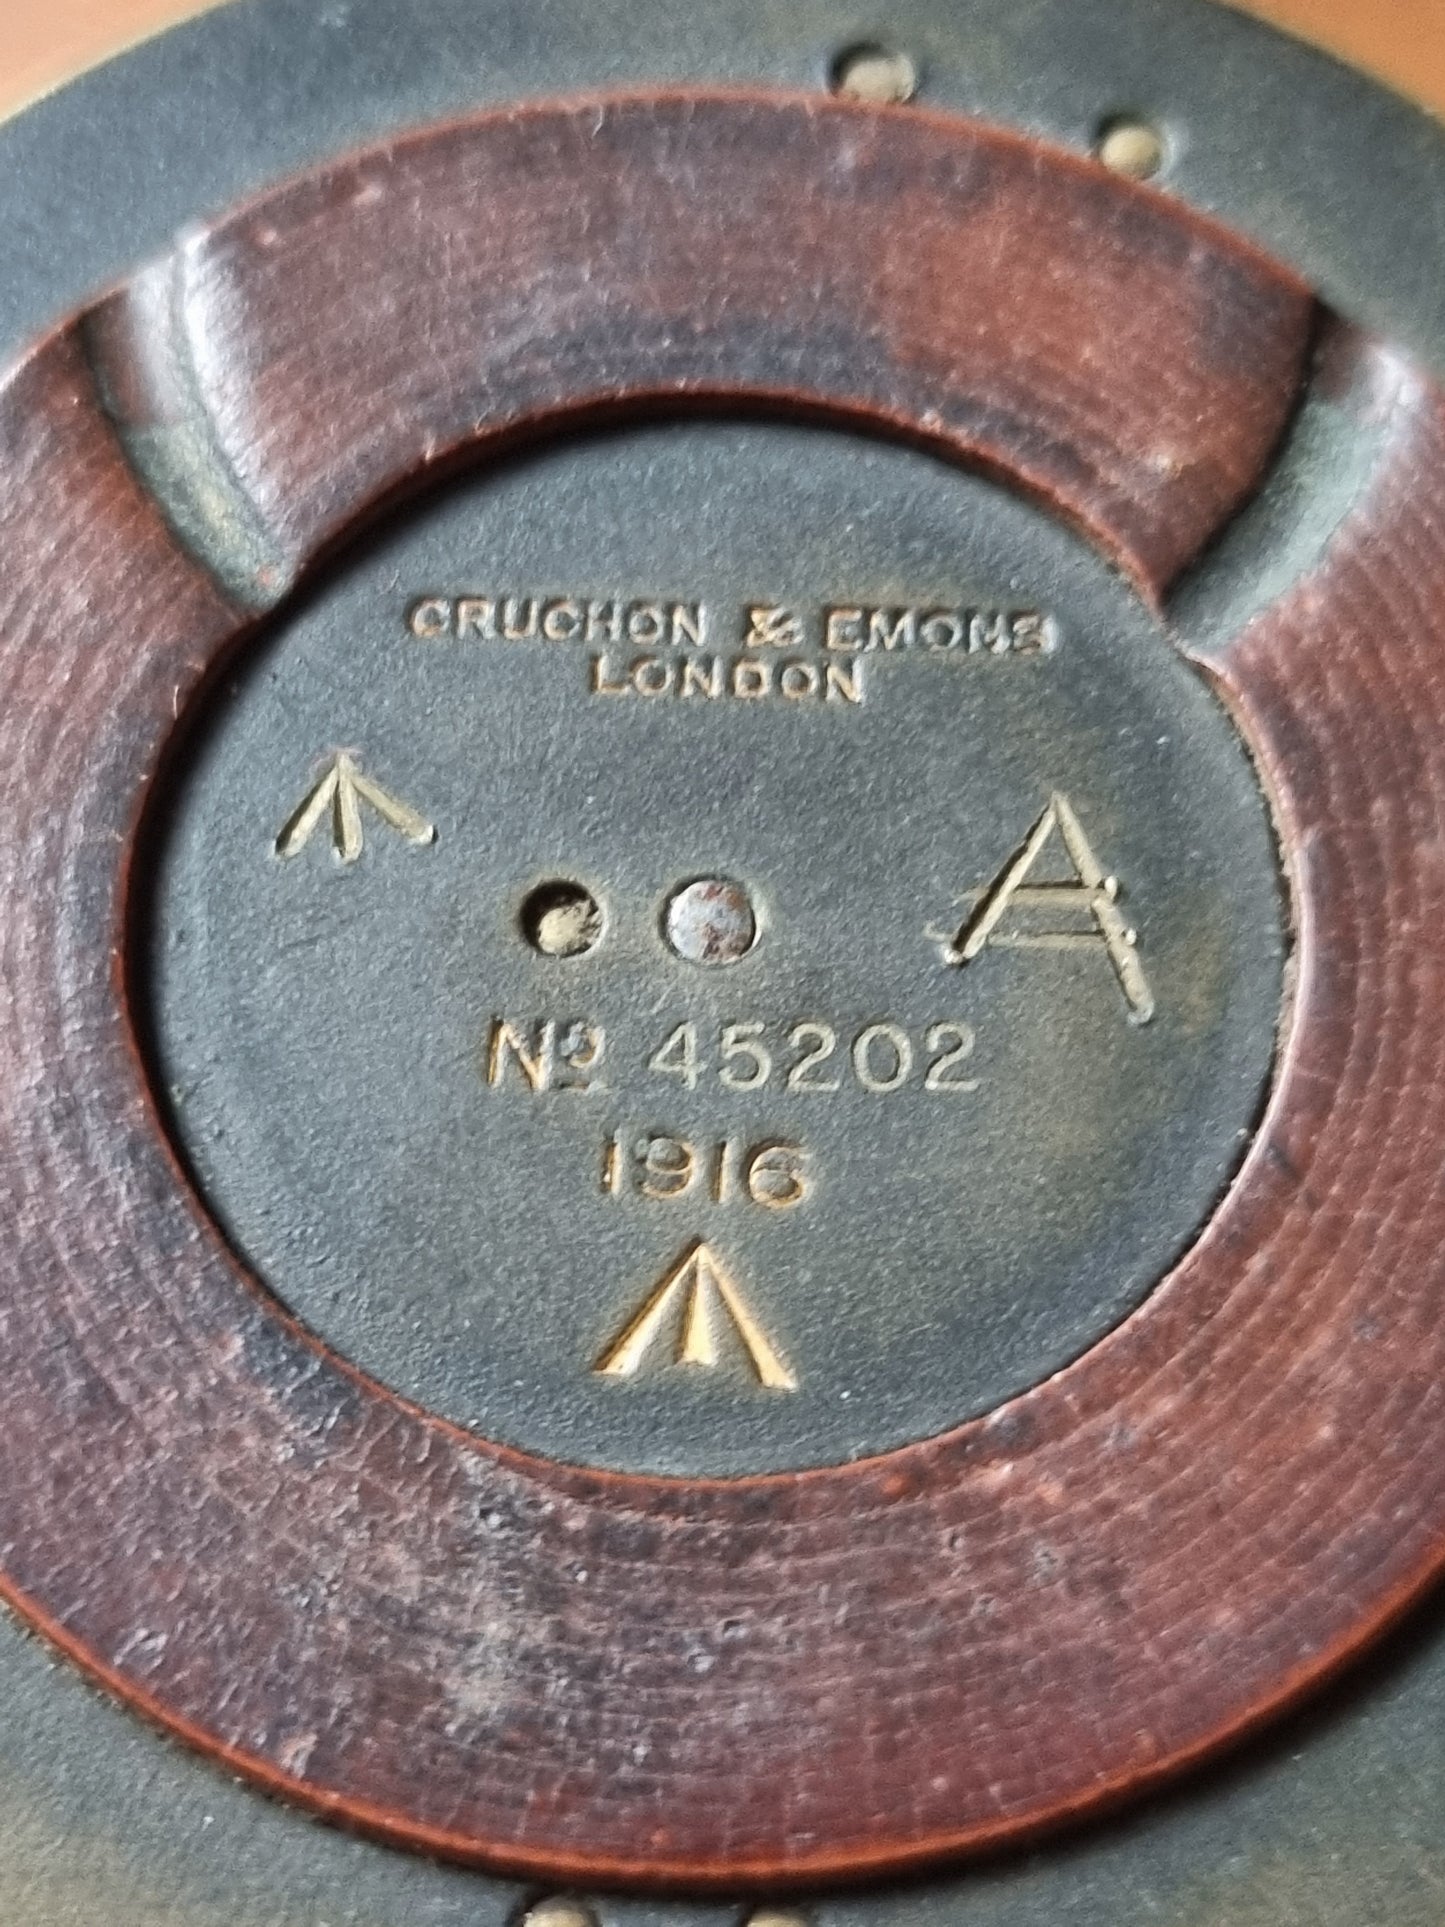 CRUCHON & EMONS
LONDON
A
Nº 45202
1916